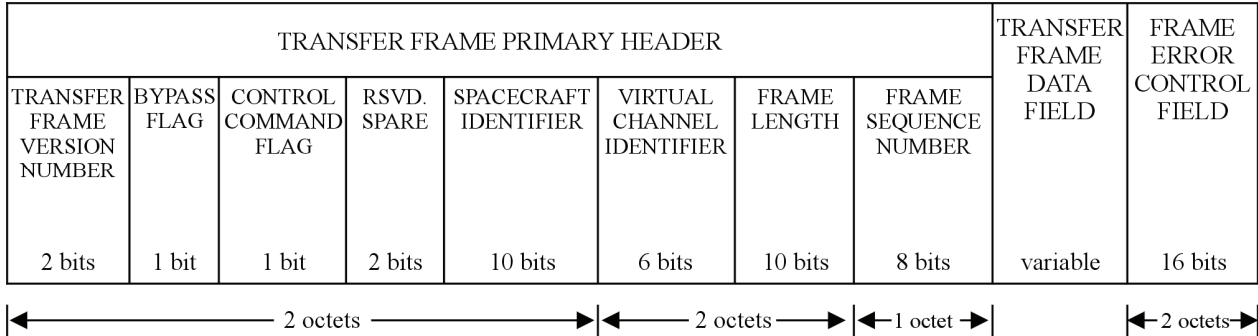 TRANSFER FRAME PRIMARY HEADER
TRANSFER
FRAME
DATA
FIELD
FRAME
ERROR
CONTROL
FIELD
TRANSFER
FRAME
VERSION
NUMBER
BYPASS
FLAG
CONTROL
COMMAND
FLAG
RSVD.
SPARE
SPACECRAFT
IDENTIFIER
VIRTUAL
CHANNEL
IDENTIFIER
FRAME
LENGTH
FRAME
SEQUENCE
NUMBER
2 bits
1 bit
1 bit
2 bits
10 bits
6 bits
10 bits
8 bits
variable
16 bits
2 octets
2 octets
1 octet
2 octets